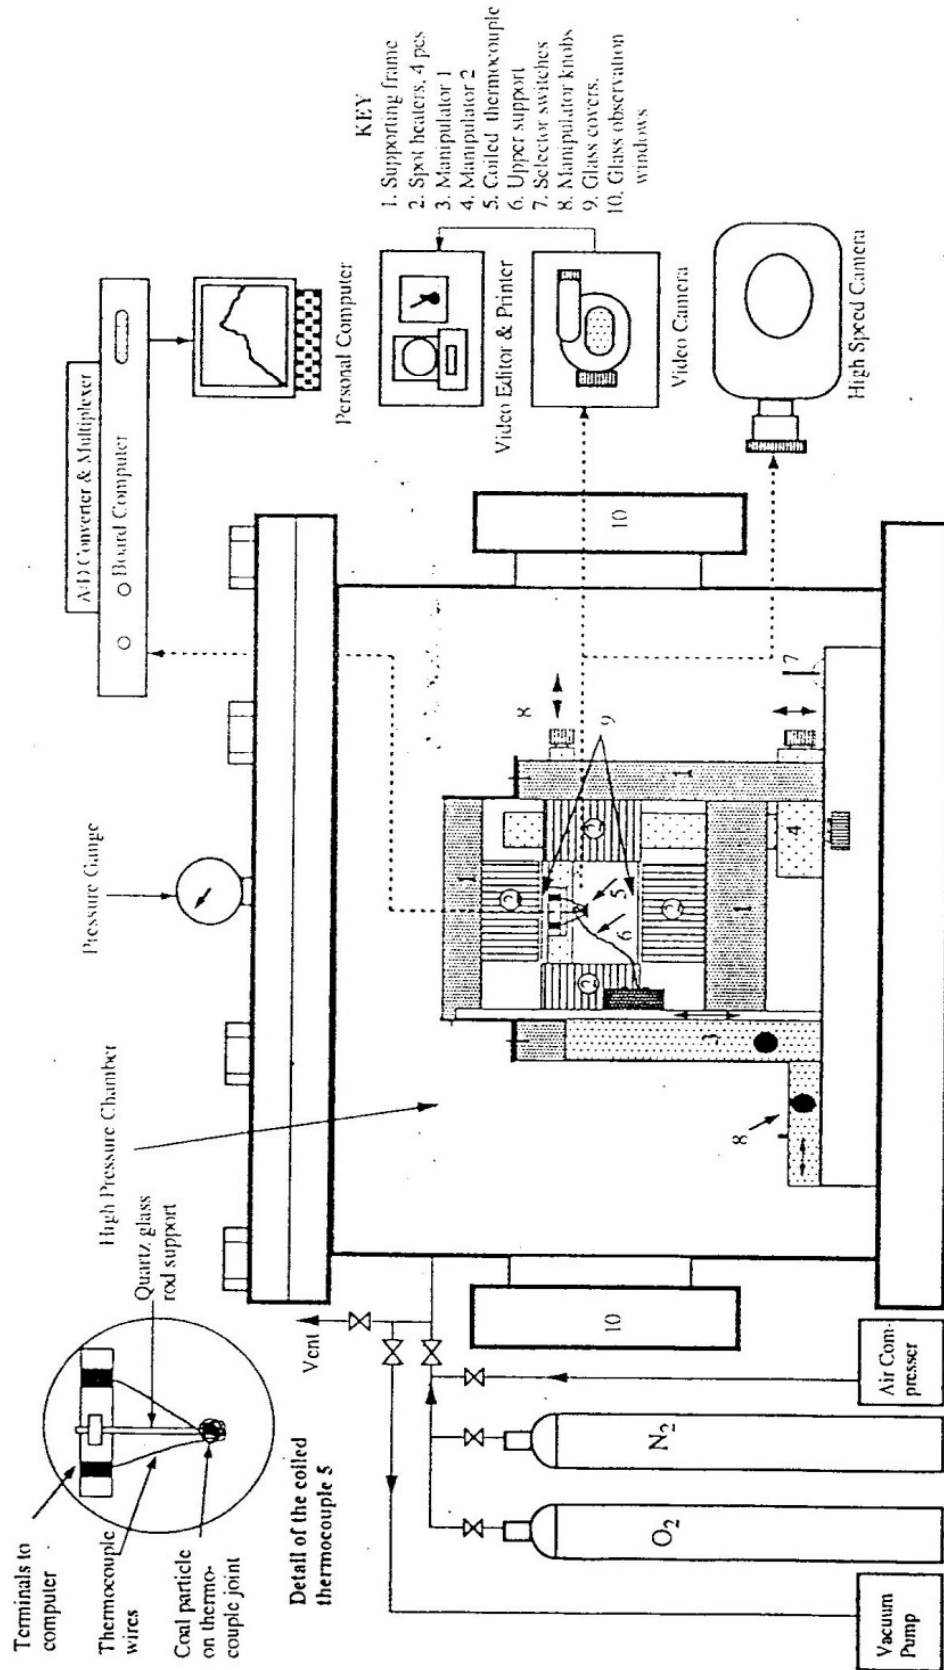 Terminals to
computer
Thermocouple
wires
Coal particle
on thermo-
couple joint
Quartz glass
rod support
Detail of the coiled
thermocouple 5
High Pressure Chamber
Pressure Gauge
A/D Converter & Multiplexer
Board Computer
Personal Computer
Video Editor & Printer
Video Camera
High Speed Camera
KEY
1. Supporting frame
2. Spot heaters, 4 pcs
3. Manipulator 1
4. Manipulator 2
5. Coiled thermocouple
6. Upper support
7. Selector switches
8. Manipulator knobs
9. Glass covers.
10. Glass observation
windows
Vent
10
10
1
1
1
2
2
2
2
3
4
5
6
7
8
8
9
Vacuum
Pump
O2
N2
Air Com-
presser